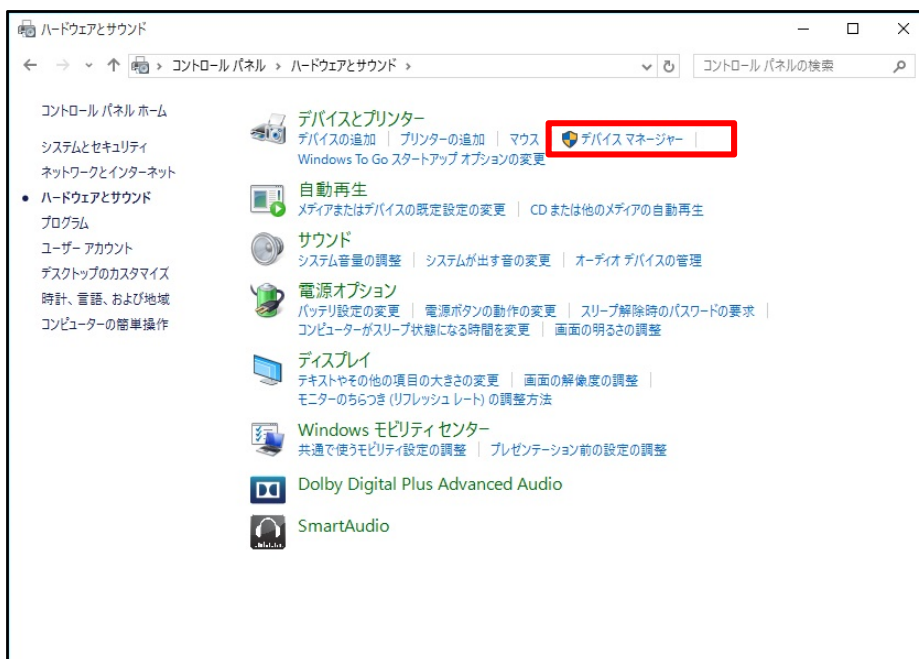 ハードウェアとサウンド
コントロール パネル › ハードウェアとサウンド ›
コントロール パネルの検索
コントロール パネル ホーム
システムとセキュリティ
ネットワークとインターネット
• ハードウェアとサウンド
プログラム
ユーザー アカウント
デスクトップのカスタマイズ
時計、言語、および地域
コンピューターの簡単操作
デバイスとプリンター
デバイスの追加 | プリンターの追加 | マウス | デバイス マネージャー |
Windows To Go スタートアップ オプションの変更
自動再生
メディアまたはデバイスの既定設定の変更 | CD または他のメディアの自動再生
サウンド
システム音量の調整 | システムが出す音の変更 | オーディオ デバイスの管理
電源オプション
バッテリ設定の変更 | 電源ボタンの動作の変更 | スリープ解除時のパスワードの要求 |
コンピューターがスリープ状態になる時間を変更 | 画面の明るさの調整
ディスプレイ
テキストやその他の項目の大きさの変更 | 画面の解像度の調整 |
モニターのちらつき (リフレッシュ レート) の調整方法
Windows モビリティ センター
共通で使うモビリティ設定の調整 | プレゼンテーション前の設定の調整
Dolby Digital Plus Advanced Audio
SmartAudio